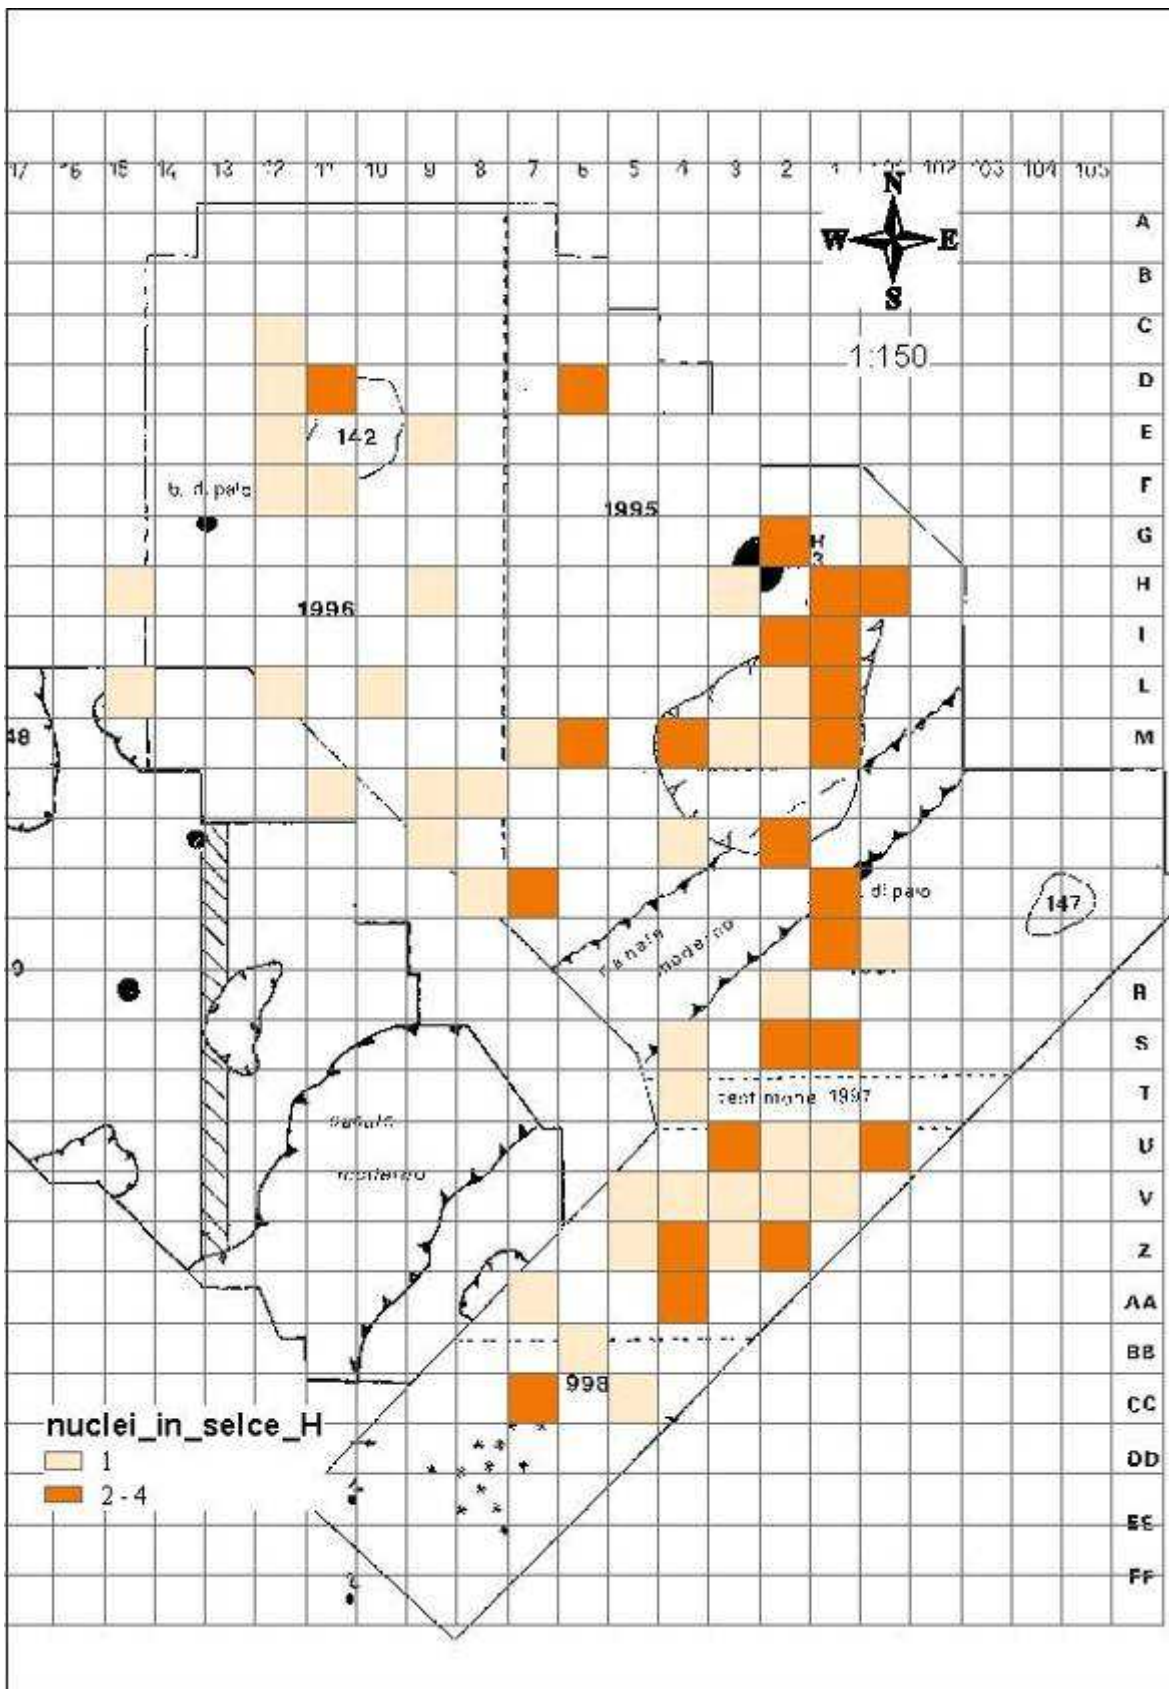 17 16 15 14 13 12 11 10 9 8 7 6 5 4 3 2 1 101 102 103 104 105
N
A
W E
B
S
C
1:150
D
142
E
b. di palo
F
1995
G
H
3
H
1996
I
L
48
M
di palo
147
canale
moderno
9
R
S
T
testimone 1997
canale
U
moderno
V
Z
AA
BB
998
CC
nuclei_in_selce_H
1
DD
2 - 4
EE
FF